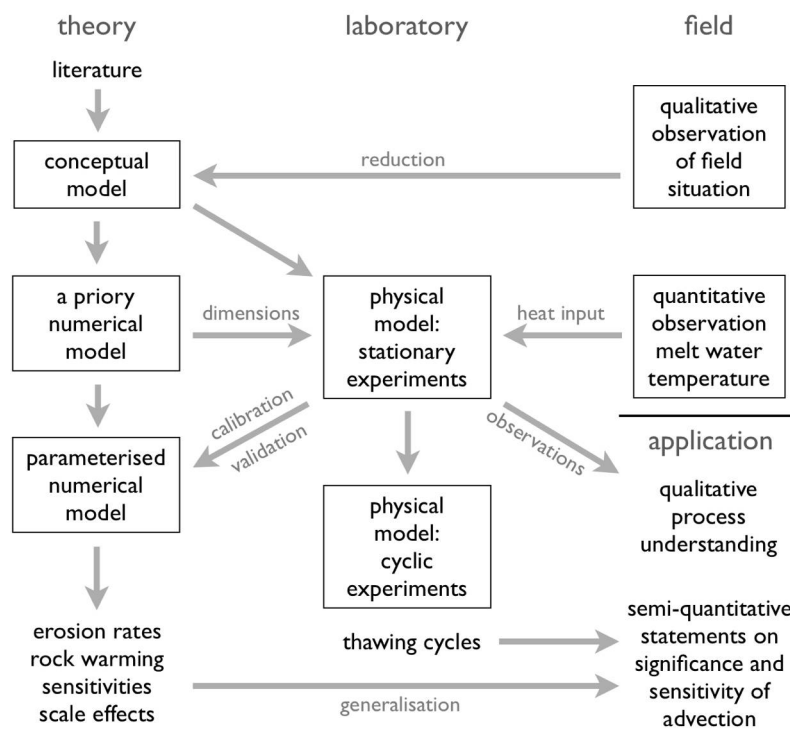 theory
laboratory
field
literature
conceptual
model
reduction
qualitative
observation
of field
situation
a priory
numerical
model
dimensions
physical
model:
stationary
experiments
heat input
quantitative
observation
melt water
temperature
calibration
validation
observations
application
parameterised
numerical
model
physical
model:
cyclic
experiments
qualitative
process
understanding
erosion rates
rock warming
sensitivities
scale effects
thawing cycles
generalisation
semi-quantitative
statements on
significance and
sensitivity of
advection